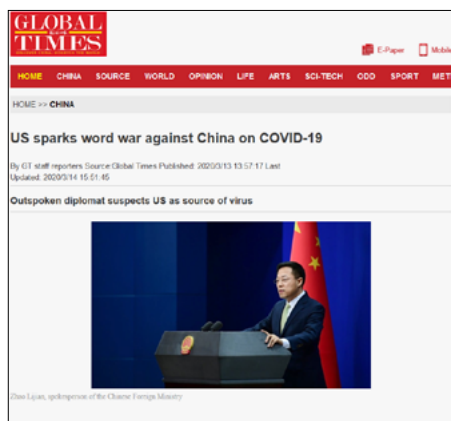 GLOBAL
TIMES
E-Paper Mobile
HOME CHINA SOURCE WORLD OPINION LIFE ARTS SCI-TECH ODD SPORT MET
HOME >> CHINA
US sparks word war against China on COVID-19
By GT staff reporters Source:Global Times Published: 2020/3/13 13:57:17 Last
Updated: 2020/3/14 15:51:45
Outspoken diplomat suspects US as source of virus
Zhao Lijian, spokesperson of the Chinese Foreign Ministry